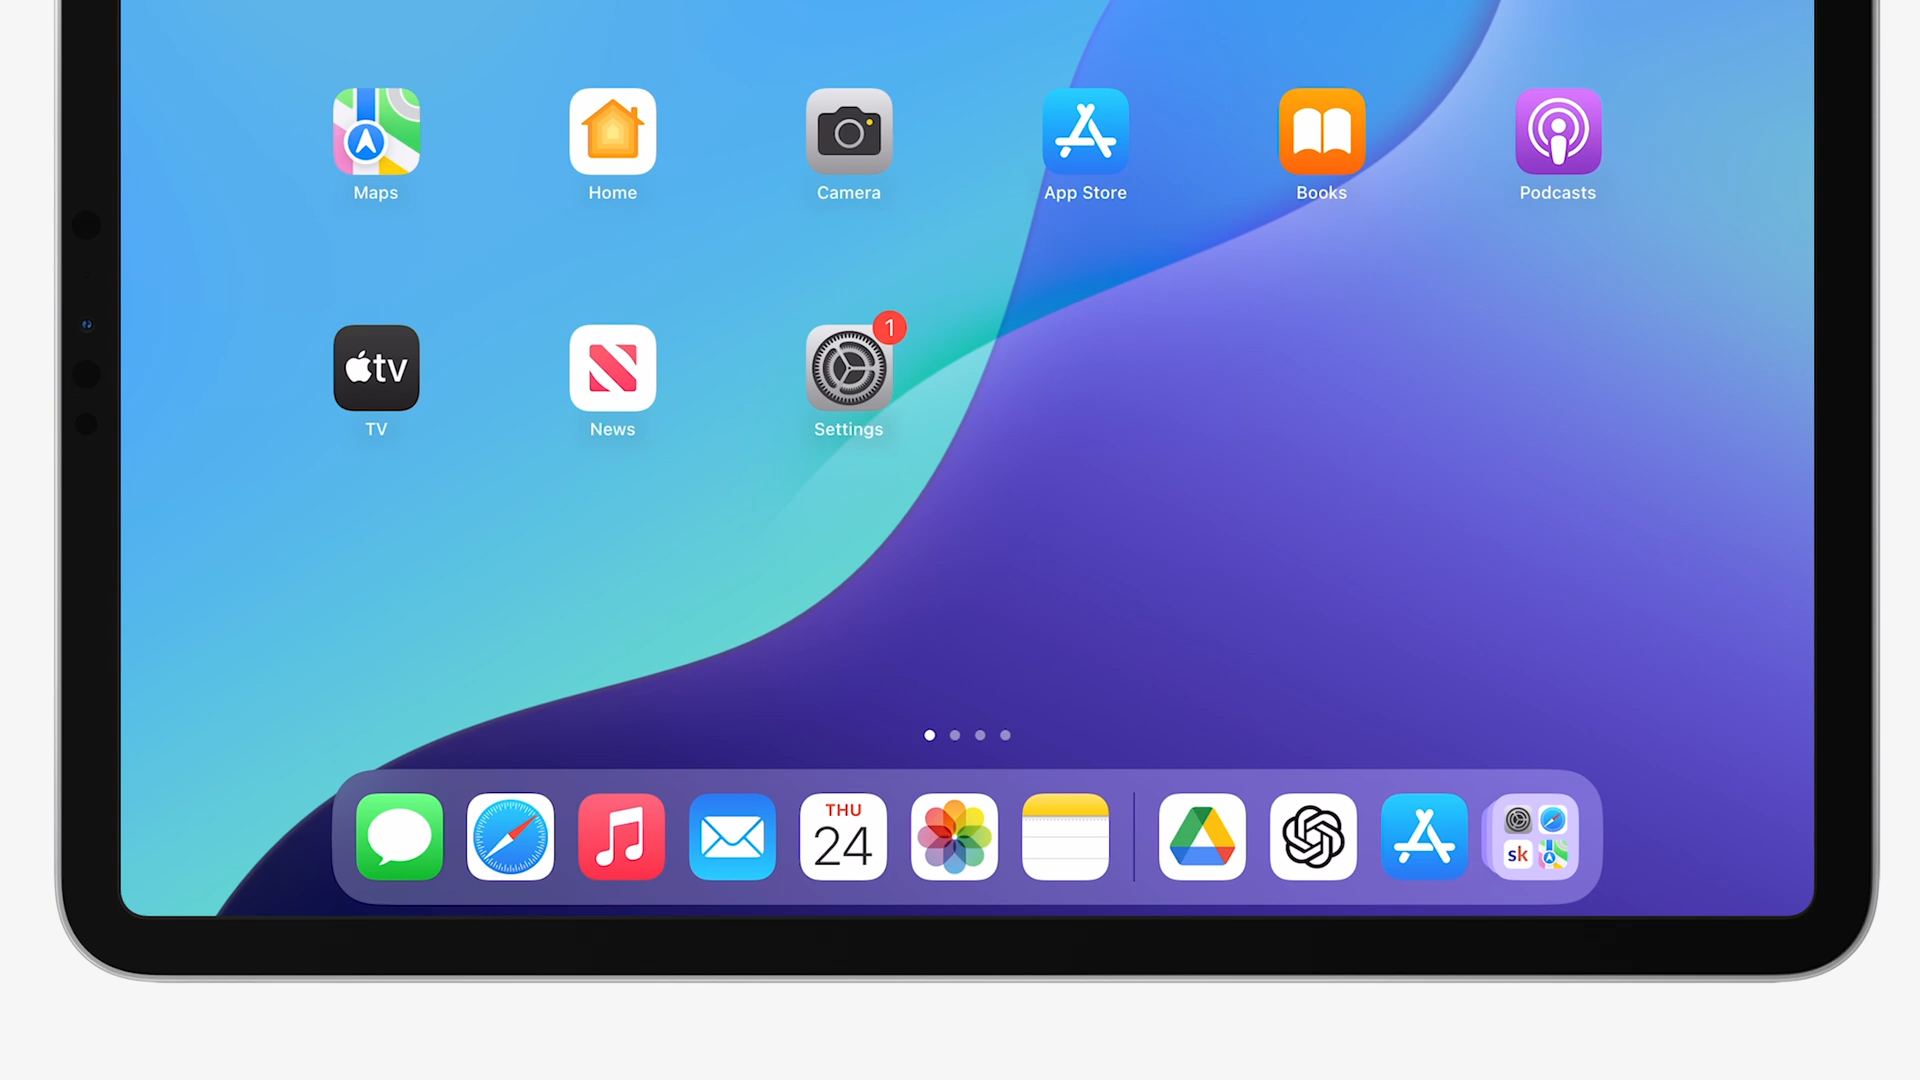 Maps
Home
Camera
App Store
Books
Podcasts
tv
1
TV
News
Settings
THU
24
sk